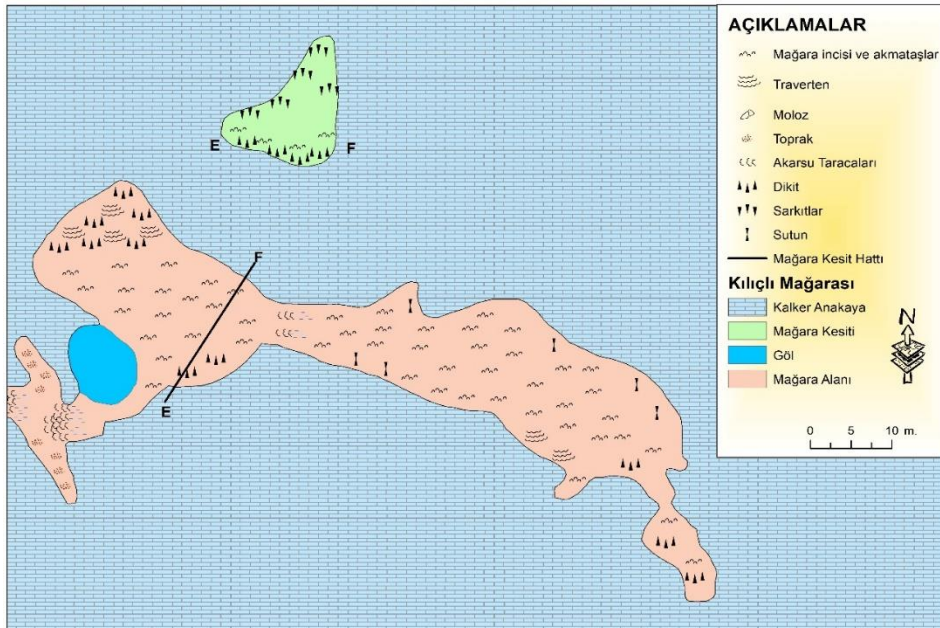 AÇIKLAMALAR
Mağara incisi ve akmataşlar
Traverten
Moloz
Toprak
Akarsu Taracaları
Dikit
Sarkıtlar
Sutun
Mağara Kesit Hattı
Kılıçlı Mağarası
Kalker Anakaya
Mağara Kesiti
Göl
Mağara Alanı
N
0 5 10 m.
E F
F
E